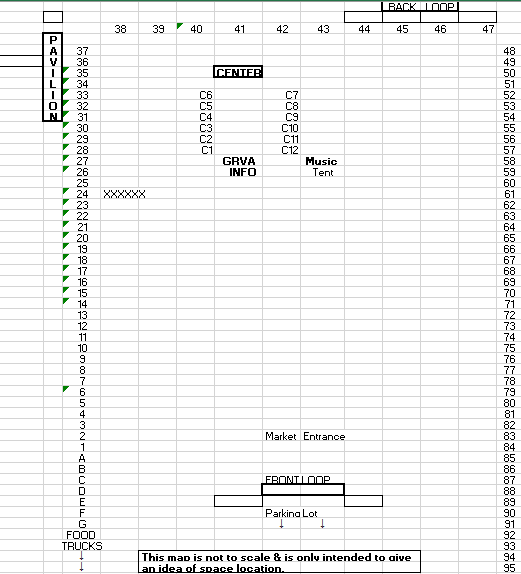 BACK LOOP
38 39 40 41 42 43 44 45 46 47
PAVILION
37 48
36 49
35 CENTER 50
34 51
33 C6 C7 52
32 C5 C8 53
31 C4 C9 54
30 C3 C10 55
29 C2 C11 56
28 C1 C12 57
27 GRVA Music 58
26 INFO Tent 59
25 60
24 XXXXXX 61
23 62
22 63
21 64
20 65
19 66
18 67
17 68
16 69
15 70
14 71
13 72
12 73
11 74
10 75
9 76
8 77
7 78
6 79
5 80
4 81
3 82
2 Market Entrance 83
1 84
A 85
B 86
C FRONT LOOP 87
D 88
E 89
F Parking Lot 90
G ↓ ↓ 91
FOOD 92
TRUCKS 93
↓ This map is not to scale & is only intended to give 94
↓ an idea of space location. 95